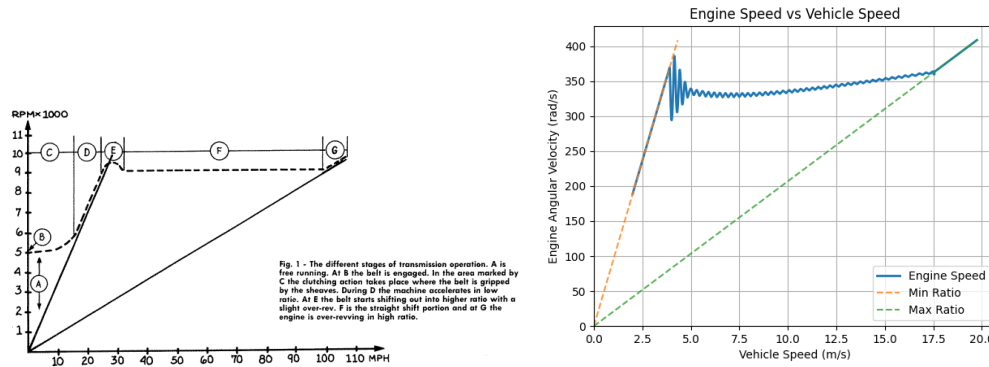 RPM×1000
11
10
9
8
7
6
5
4
3
2
1
C
D
E
F
G
B
A
10 20 30 40 50 60 70 80 90 100 110 MPH
Fig. 1 - The different stages of transmission operation. A is
free running. At B the belt is engaged. In the area marked by
C the clutching action takes place where the belt is gripped
by the sheaves. During D the machine accelerates in low
ratio. At E the belt starts shifting out into higher ratio with a
slight over-rev. F is the straight shift portion and at G the
engine is over-revving in high ratio.
Engine Speed vs Vehicle Speed
Engine Angular Velocity (rad/s)
400
350
300
250
200
150
100
50
0
0.0 2.5 5.0 7.5 10.0 12.5 15.0 17.5 20.0
Vehicle Speed (m/s)
Engine Speed
Min Ratio
Max Ratio